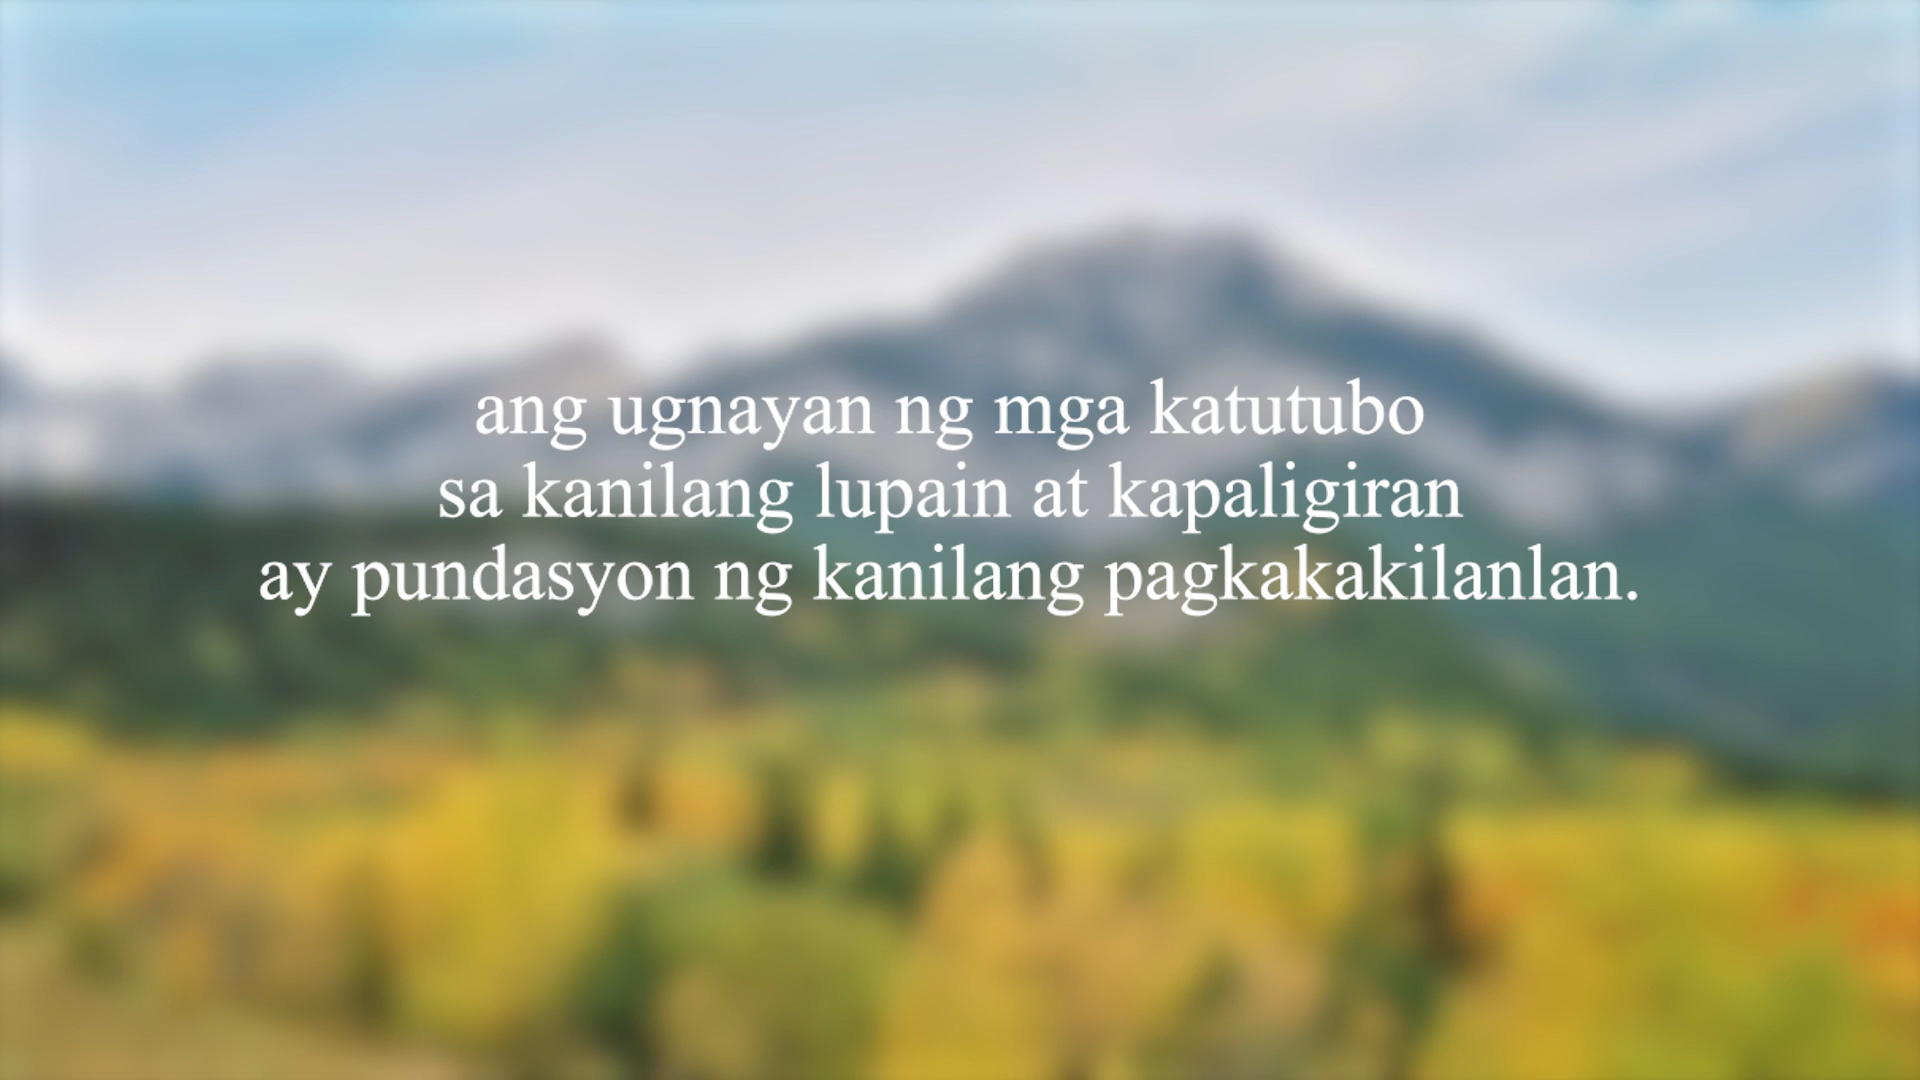 ang ugnayan ng mga katutubo
sa kanilang lupain at kapaligiran
ay pundasyon ng kanilang pagkakakilanlan.